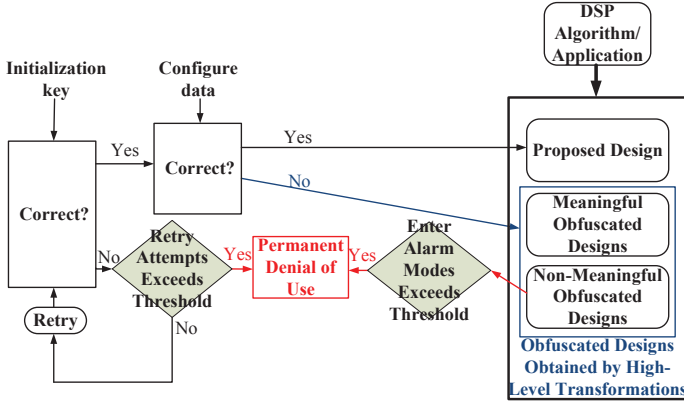 DSP
Algorithm/
Application
Initialization
key
Configure
data
Yes
Correct?
Yes
Proposed Design
No
Correct?
Meaningful
Obfuscated
Designs
No
Retry
Attempts
Exceeds
Threshold
Yes
Permanent
Denial of
Use
Yes
Enter
Alarm
Modes
Exceeds
Threshold
Non-Meaningful
Obfuscated
Designs
Retry
No
Obfuscated Designs
Obtained by High-
Level Transformations